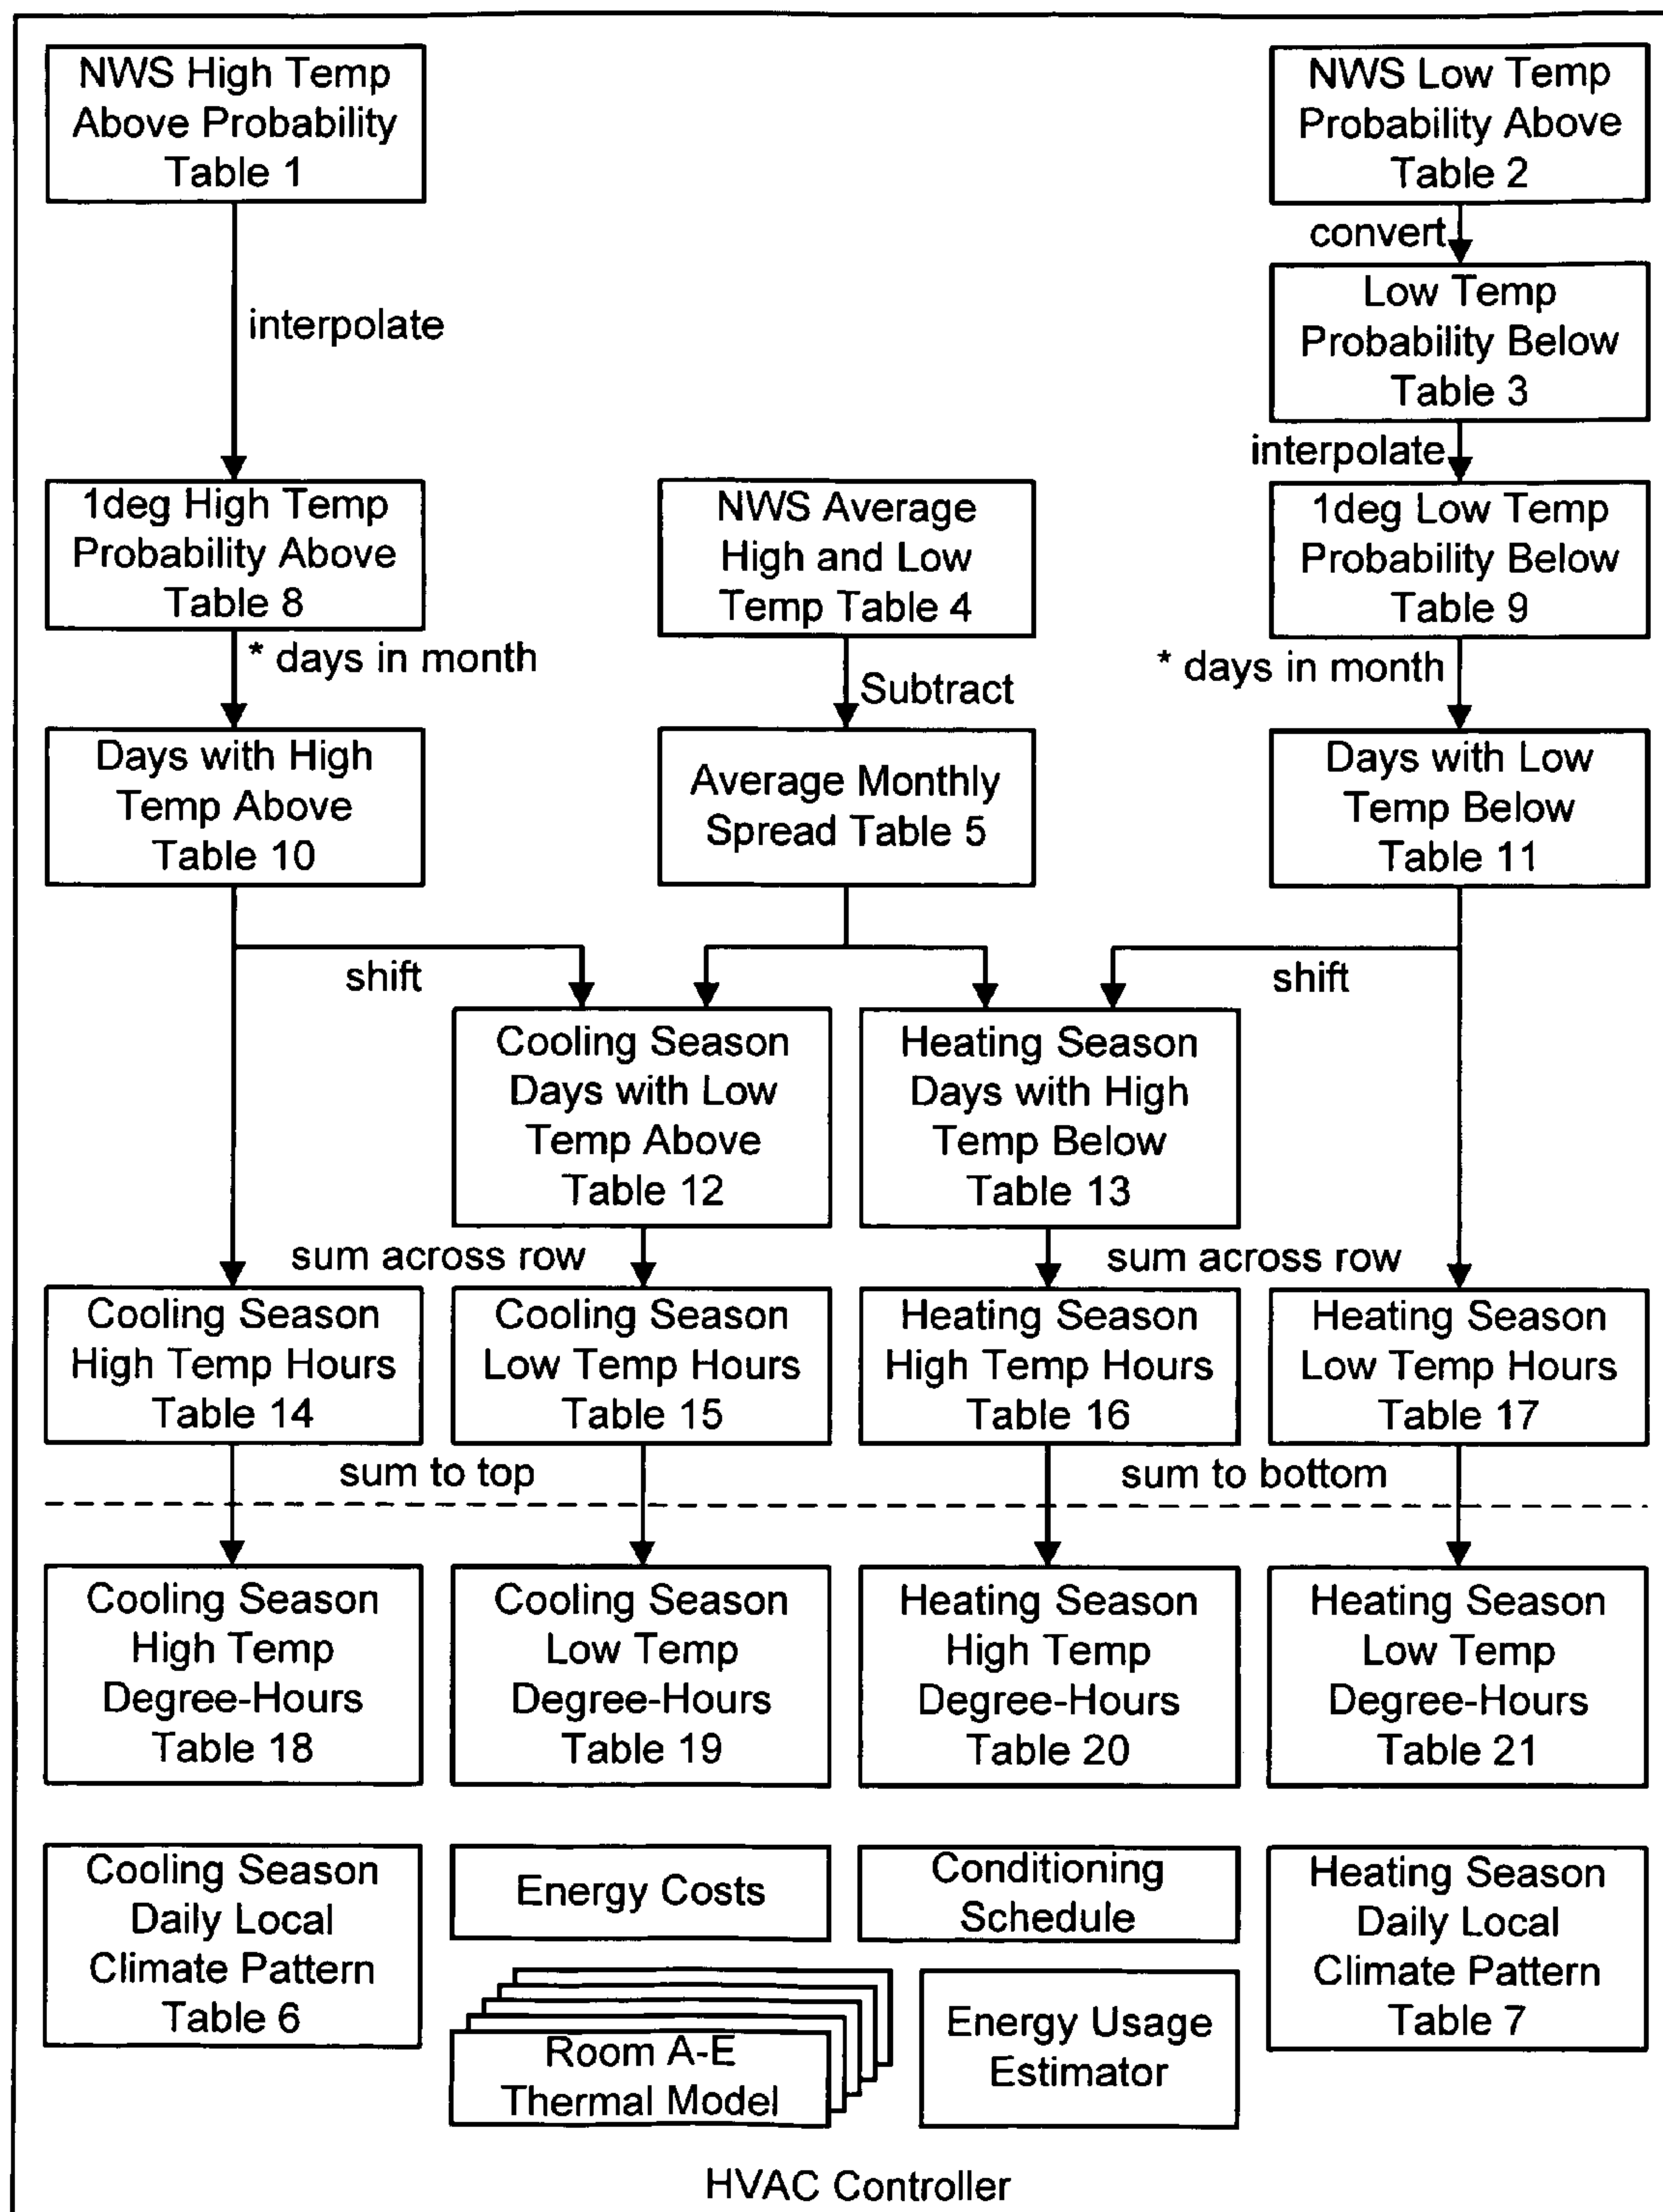 NWS High Temp
Above Probability
Table 1
NWS Low Temp
Probability Above
Table 2
convert
Low Temp
Probability Below
Table 3
interpolate
interpolate
1deg High Temp
Probability Above
Table 8
NWS Average
High and Low
Temp Table 4
1deg Low Temp
Probability Below
Table 9
* days in month
Subtract
* days in month
Days with High
Temp Above
Table 10
Average Monthly
Spread Table 5
Days with Low
Temp Below
Table 11
shift
shift
Cooling Season
Days with Low
Temp Above
Table 12
Heating Season
Days with High
Temp Below
Table 13
sum across row
sum across row
Cooling Season
High Temp Hours
Table 14
Cooling Season
Low Temp Hours
Table 15
Heating Season
High Temp Hours
Table 16
Heating Season
Low Temp Hours
Table 17
sum to top
sum to bottom
Cooling Season
High Temp
Degree-Hours
Table 18
Cooling Season
Low Temp
Degree-Hours
Table 19
Heating Season
High Temp
Degree-Hours
Table 20
Heating Season
Low Temp
Degree-Hours
Table 21
Cooling Season
Daily Local
Climate Pattern
Table 6
Energy Costs
Conditioning
Schedule
Heating Season
Daily Local
Climate Pattern
Table 7
Room A-E
Thermal Model
Energy Usage
Estimator
HVAC Controller